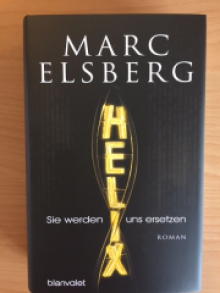 MARC
ELSBERG
HELIX
Sie werden uns ersetzen
ROMAN
blanvalet